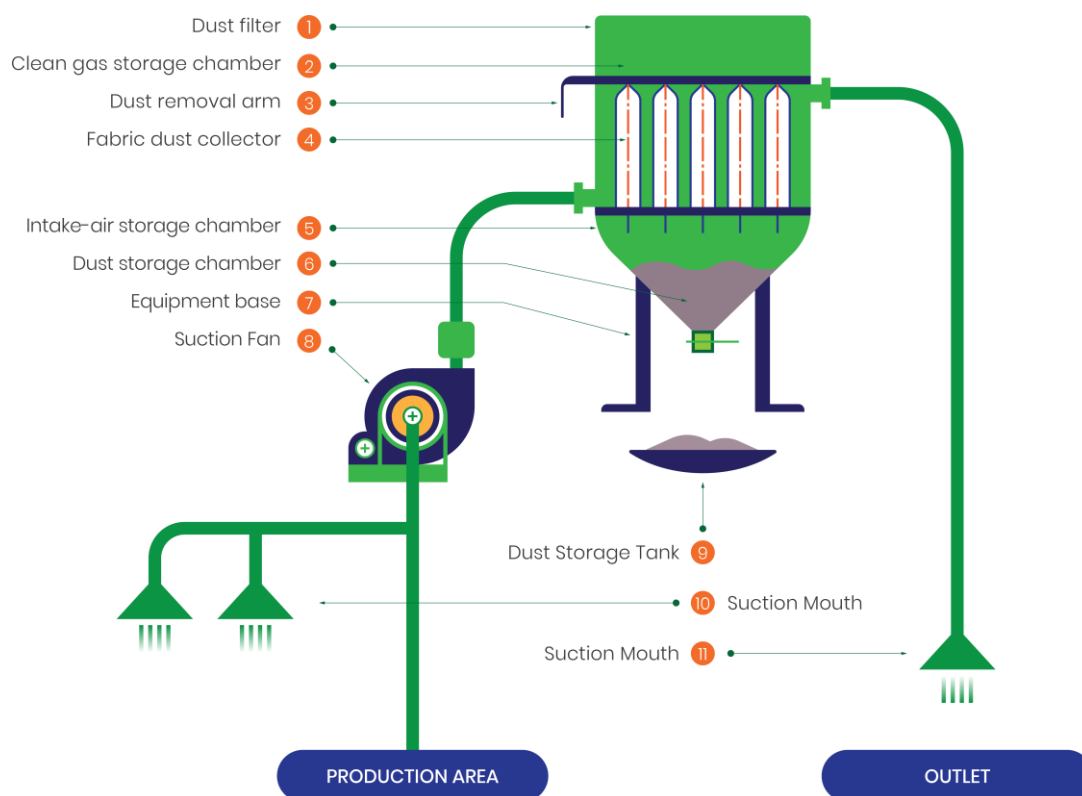 Dust filter 1
Clean gas storage chamber 2
Dust removal arm 3
Fabric dust collector 4
Intake-air storage chamber 5
Dust storage chamber 6
Equipment base 7
Suction Fan 8
Dust Storage Tank 9
10 Suction Mouth
Suction Mouth 11
PRODUCTION AREA
OUTLET